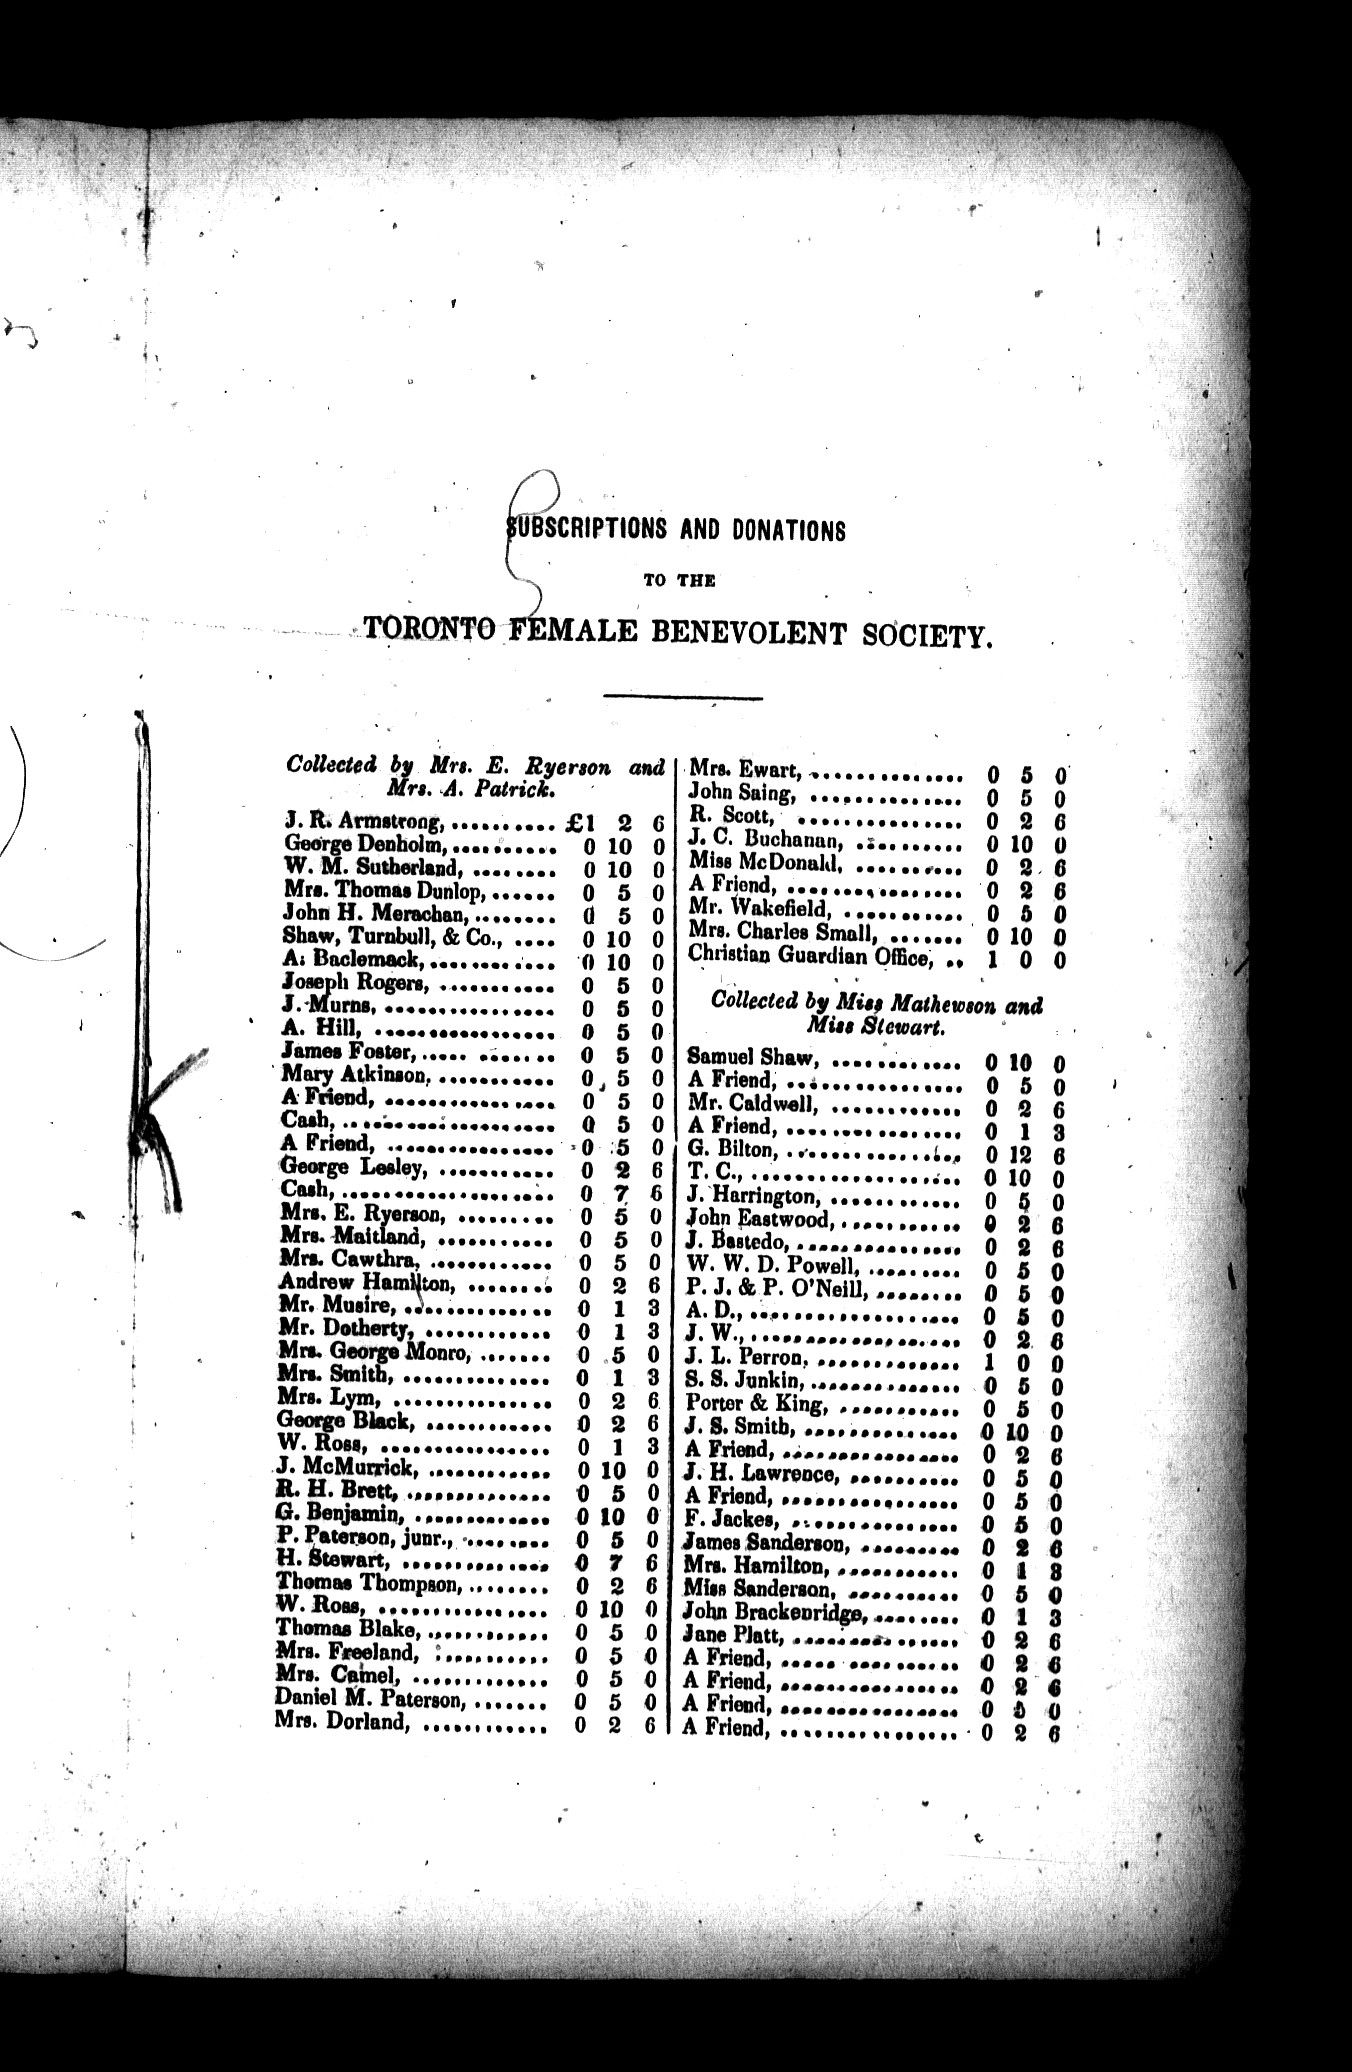 SUBSCRIPTIONS AND DONATIONS
TO THE
TORONTO FEMALE BENEVOLENT SOCIETY.
Collected by Mrs. E. Ryerson and
Mrs. A. Patrick.
J. R. Armstrong, .......... £1 2 6
George Denholm, .......... 0 10 0
W. M. Sutherland, ........ 0 10 0
Mrs. Thomas Dunlop, ...... 0 5 0
John H. Merachan, ........ 0 5 0
Shaw, Turnbull, & Co., .... 0 10 0
A. Baclemack, ............ 0 10 0
Joseph Rogers, ........... 0 5 0
J. Murns, ................ 0 5 0
A. Hill, ................. 0 5 0
James Foster, ..... ....... 0 5 0
Mary Atkinson, ........... 0 5 0
A Friend, ................ 0 5 0
Cash, .................... 0 5 0
A Friend, ................ 0 5 0
George Lesley, ........... 0 2 6
Cash, .................... 0 7 6
Mrs. E. Ryerson, ......... 0 5 0
Mrs. Maitland, ........... 0 5 0
Mrs. Cawthra, ............ 0 5 0
Andrew Hamilton, ........ 0 2 6
Mr. Musire, .............. 0 1 3
Mr. Dotherty, ............ 0 1 3
Mrs. George Monro, ....... 0 5 0
Mrs. Smith, .............. 0 1 3
Mrs. Lym, ............... 0 2 6
George Black, ............ 0 2 6
W. Ross, ................ 0 1 3
J. McMurrick, ............ 0 10 0
R. H. Brett, .............. 0 5 0
G. Benjamin, ............. 0 10 0
P. Paterson, junr., ........ 0 5 0
H. Stewart, .............. 0 7 6
Thomas Thompson, ........ 0 2 6
W. Ross, ................ 0 10 0
Thomas Blake, ............ 0 5 0
Mrs. Freeland, ........... 0 5 0
Mrs. Camel, ............. 0 5 0
Daniel M. Paterson, ....... 0 5 0
Mrs. Dorland, ............ 0 2 6
Mrs. Ewart, .............. 0 5 0
John Saing, .............. 0 5 0
R. Scott, ............... 0 2 6
J. C. Buchanan, .......... 0 10 0
Miss McDonald, .......... 0 2 6
A Friend, ................ 0 2 6
Mr. Wakefield, ........... 0 5 0
Mrs. Charles Small, ....... 0 10 0
Christian Guardian Office, .. 1 0 0
Collected by Miss Mathewson and
Miss Stewart.
Samuel Shaw, ............ 0 10 0
A Friend, ................ 0 5 0
Mr. Caldwell, ............ 0 2 6
A Friend, ................ 0 1 3
G. Bilton, ................ 0 12 6
T. C., .................... 0 10 0
J. Harrington, ............ 0 5 0
John Eastwood, ........... 0 2 6
J. Bastedo, ............... 0 2 6
W. W. D. Powell, ......... 0 5 0
P. J. & P. O'Neill, ........ 0 5 0
A. D., .................... 0 5 0
J. W., .................... 0 2 6
J. L. Perron, ............. 1 0 0
S. S. Junkin, .............. 0 5 0
Porter & King, ........... 0 5 0
J. S. Smith, .............. 0 10 0
A Friend, ................ 0 2 6
J. H. Lawrence, .......... 0 5 0
A Friend, ................ 0 5 0
F. Jackes, ............... 0 5 0
James Sanderson, ......... 0 2 6
Mrs. Hamilton, ........... 0 1 3
Miss Sanderson, .......... 0 5 0
John Brackenridge, ........ 0 1 3
Jane Platt, ............... 0 2 6
A Friend, ..... .......... 0 2 6
A Friend, ................ 0 2 6
A Friend, ................ 0 5 0
A Friend, ................ 0 2 6